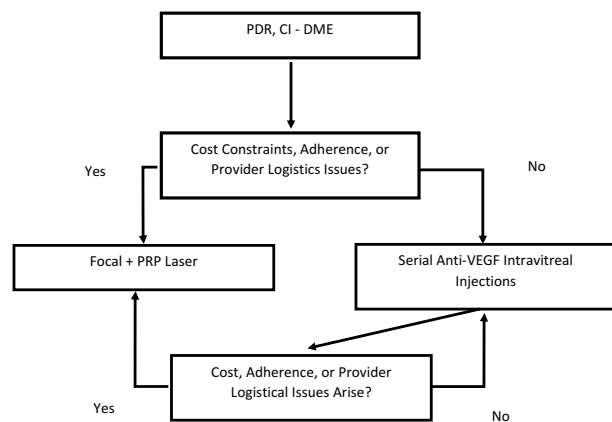 PDR, CI - DME
Cost Constraints, Adherence, or
Provider Logistics Issues?
Yes
No
Focal + PRP Laser
Serial Anti-VEGF Intravitreal
Injections
Cost, Adherence, or Provider
Logistical Issues Arise?
Yes
No